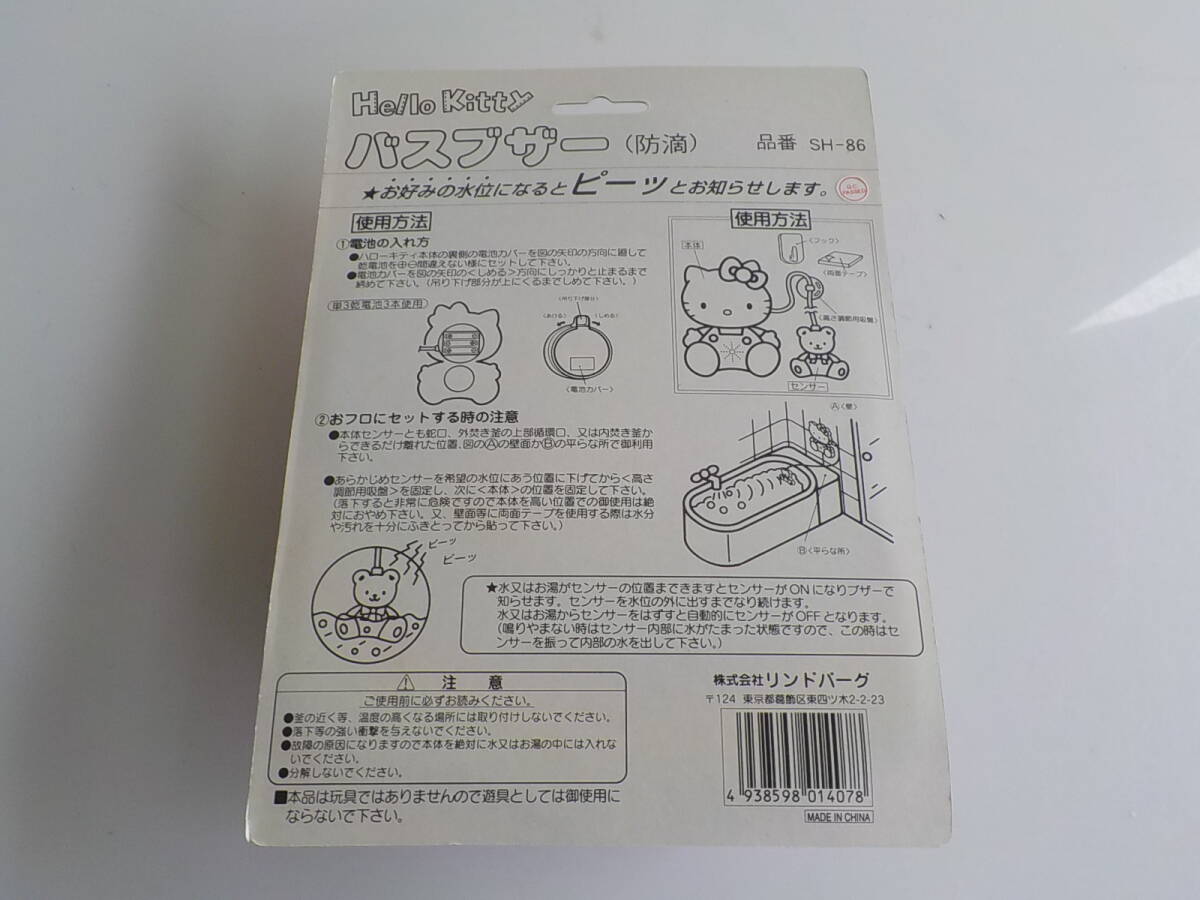 Hello Kitty
バスブザー（防滴） 品番 SH-86
★お好みの水位になるとピーッとお知らせします。
Q.C. PASSED
使用方法
①電池の入れ方
●ハローキティ本体の裏側の電池カバーを図の矢印の方向に廻して
乾電池を⊕⊖間違えない様にセットして下さい。
●電池カバーを図の矢印の＜しめる＞方向にしっかりと止まるまで
締めて下さい。（吊り下げ部分が上にくるまでしめて下さい。）
単3乾電池3本使用
〈吊り下げ部分〉
〈あける〉
〈しめる〉
〈電池カバー〉
使用方法
本体
〈フック〉
〈両面テープ〉
〈高さ調節用吸盤〉
センサー
②おフロにセットする時の注意
●本体センサーとも蛇口、外焚き釜の上部循環口、又は内焚き釜か
らできるだけ離れた位置、図のⒶの壁面かⒷの平らな所で御利用
下さい。
●あらかじめセンサーを希望の水位にあう位置に下げてから＜高さ
調節用吸盤＞を固定し、次に＜本体＞の位置を固定して下さい。
（落下すると非常に危険ですので本体を高い位置での御使用は絶
対におやめ下さい。又、壁面等に両面テープを使用する際は水分
や汚れを十分にふきとってから貼って下さい。）
Ⓐ〈壁〉
Ⓑ〈平らな所〉
ピーッ
ピーッ
★水又はお湯がセンサーの位置まできますとセンサーがONになりブザーで
知らせます。センサーを水位の外に出すまでなり続けます。
水又はお湯からセンサーをはずすと自動的にセンサーがOFFとなります。
（鳴りやまない時はセンサー内部に水がたまった状態ですので、この時はセ
ンサーを振って内部の水を出して下さい。）
⚠ 注 意
ご使用前に必ずお読みください。
●釜の近く等、温度の高くなる場所には取り付けしないでください。
●落下等の強い衝撃を与えないでください。
●故障の原因になりますので本体を絶対に水又はお湯の中には入れな
いでください。
●分解しないでください。
■本品は玩具ではありませんので遊具としては御使用に
ならないで下さい。
株式会社リンドバーグ
〒124 東京都葛飾区東四ツ木2-2-23
4 938598 014078
MADE IN CHINA